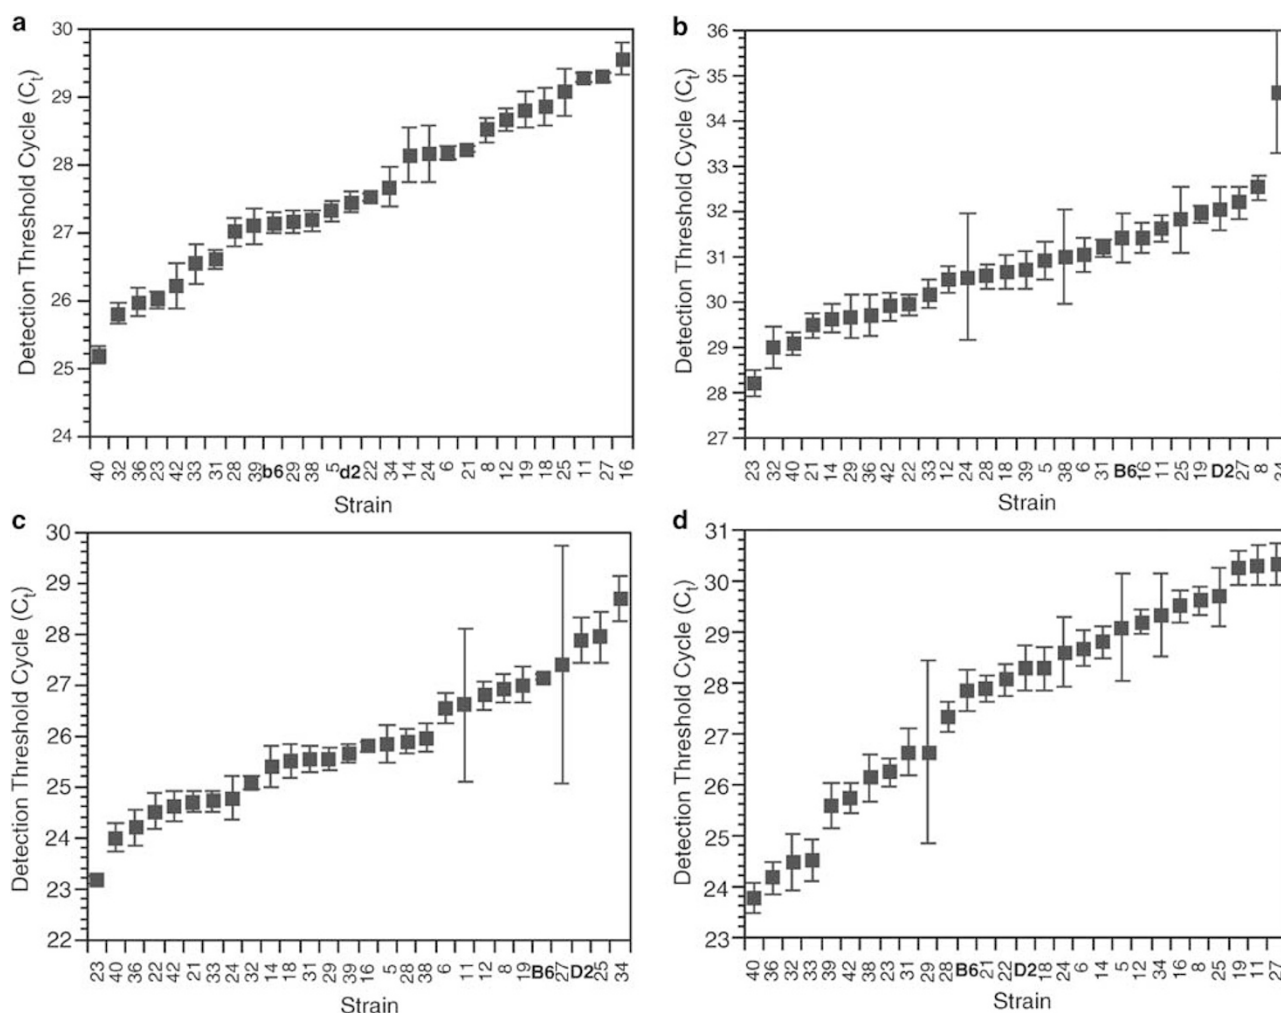 a
Detection Threshold Cycle (Ct)
30
29
28
27
26
25
24
40 32 36 23 42 33 31 28 39 b6 29 38 5 d2 22 34 14 24 6 21 8 12 19 18 25 11 27 16
Strain
b
Detection Threshold Cycle (Ct)
36
35
34
33
32
31
30
29
28
27
23 32 40 21 14 29 36 42 22 33 12 24 28 18 39 5 38 6 31 B6 16 11 25 19 D2 27 8 34
Strain
c
Detection Threshold Cycle (Ct)
30
29
28
27
26
25
24
23
22
23 40 36 22 42 21 33 24 32 14 18 31 29 39 16 5 28 38 6 11 12 8 19 B6 27 D2 25 34
Strain
d
Detection Threshold Cycle (Ct)
31
30
29
28
27
26
25
24
23
40 36 32 33 39 42 38 23 31 29 28 B6 21 22 D2 18 24 6 14 5 12 34 16 8 25 19 11 27
Strain